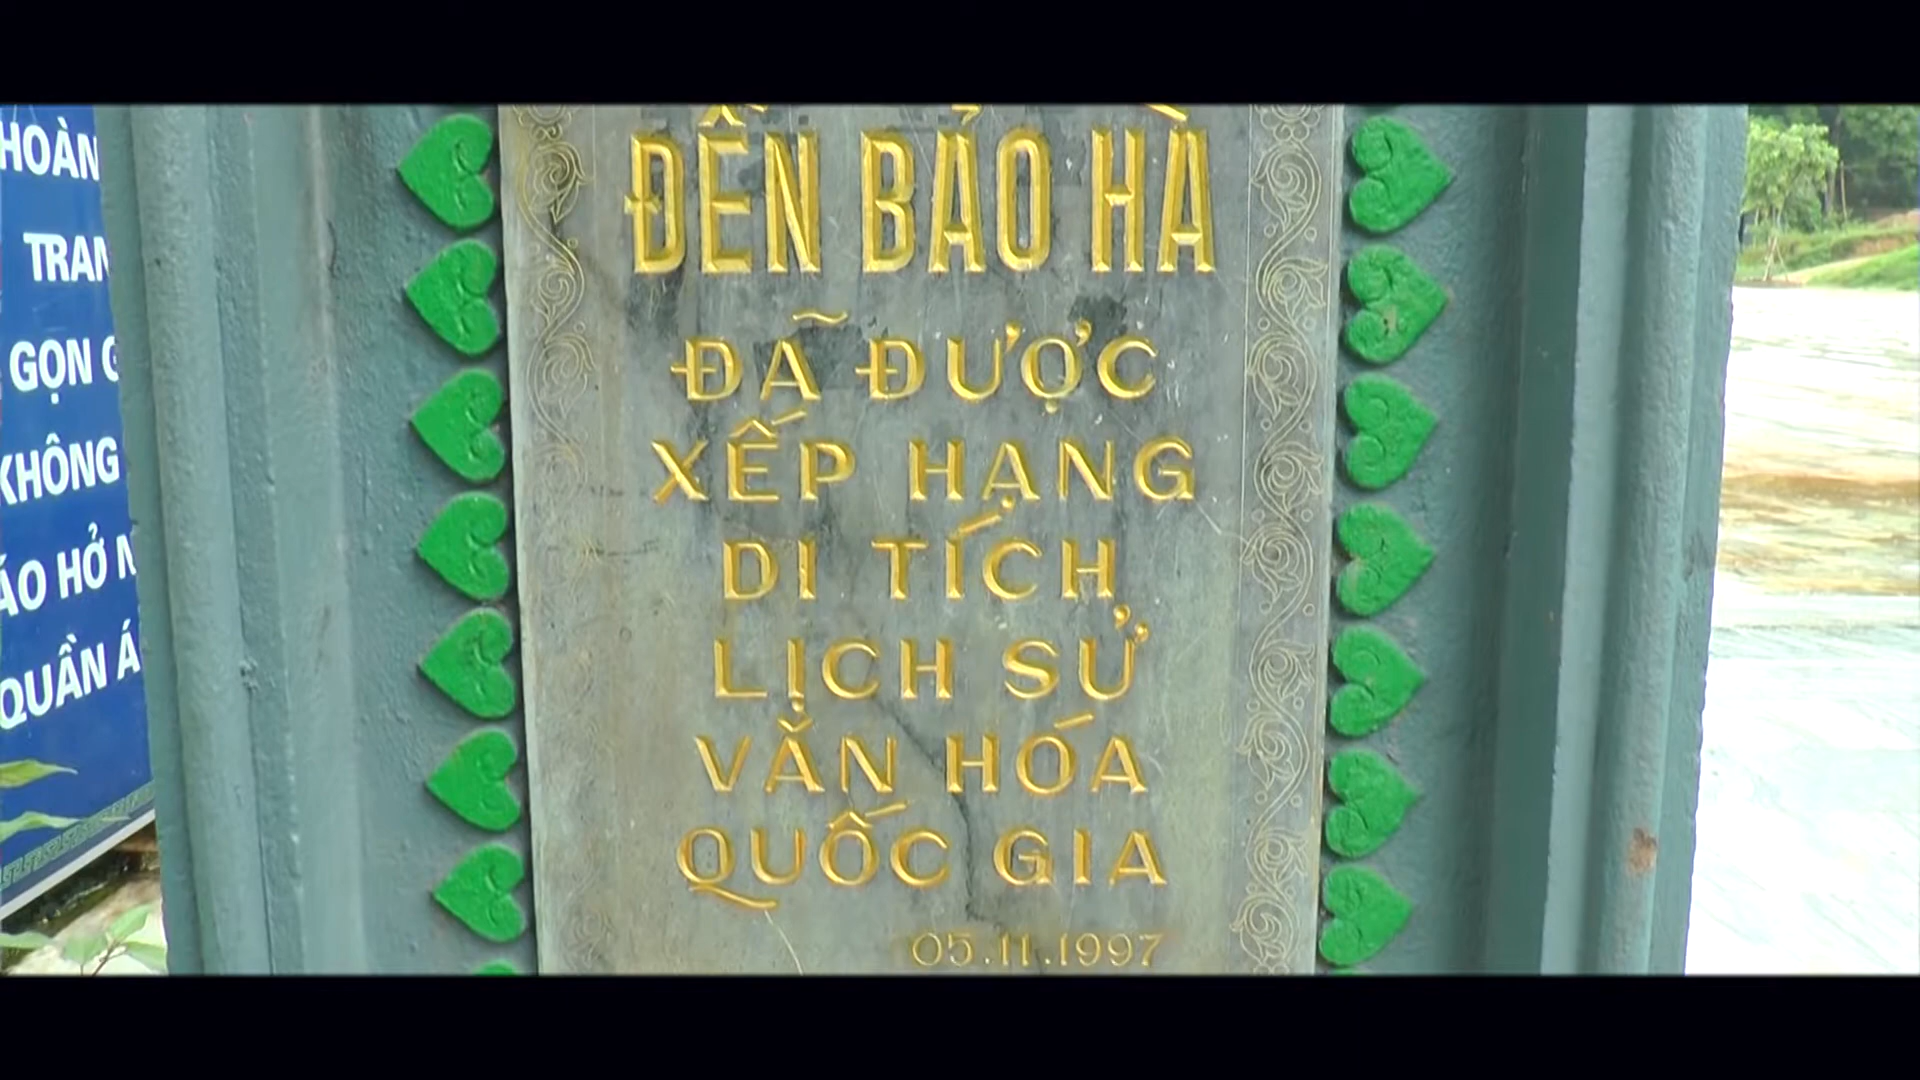 HOÀN
TRAN
GỌN G
KHÔNG
ÁO HỞ N
QUẦN Á
ĐỀN BẢO HÀ
ĐÃ ĐƯỢC
XẾP HẠNG
DI TÍCH
LỊCH SỬ
VĂN HÓA
QUỐC GIA
05.11.1997